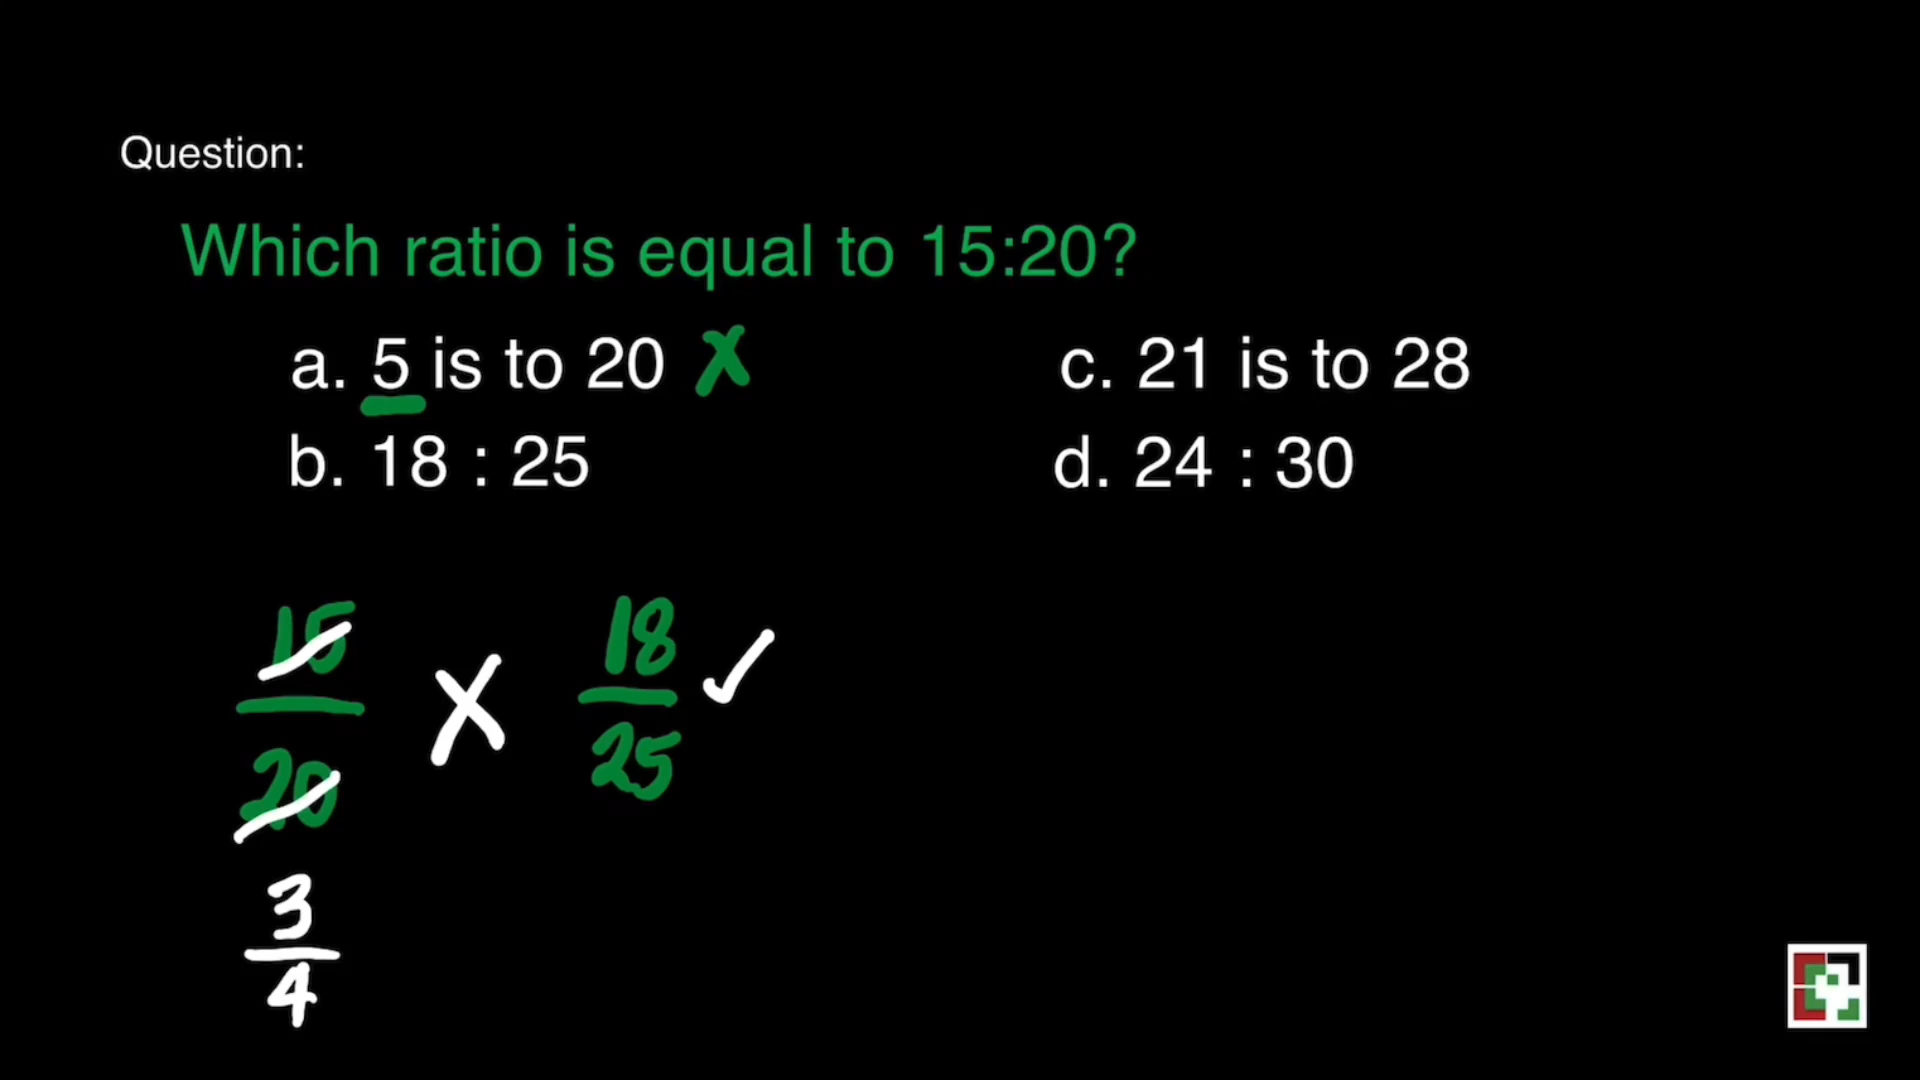 Question:
Which ratio is equal to 15:20?
a. 5 is to 20 X
c. 21 is to 28
b. 18 : 25
d. 24 : 30
15
20
X
18
25
✓
3
4